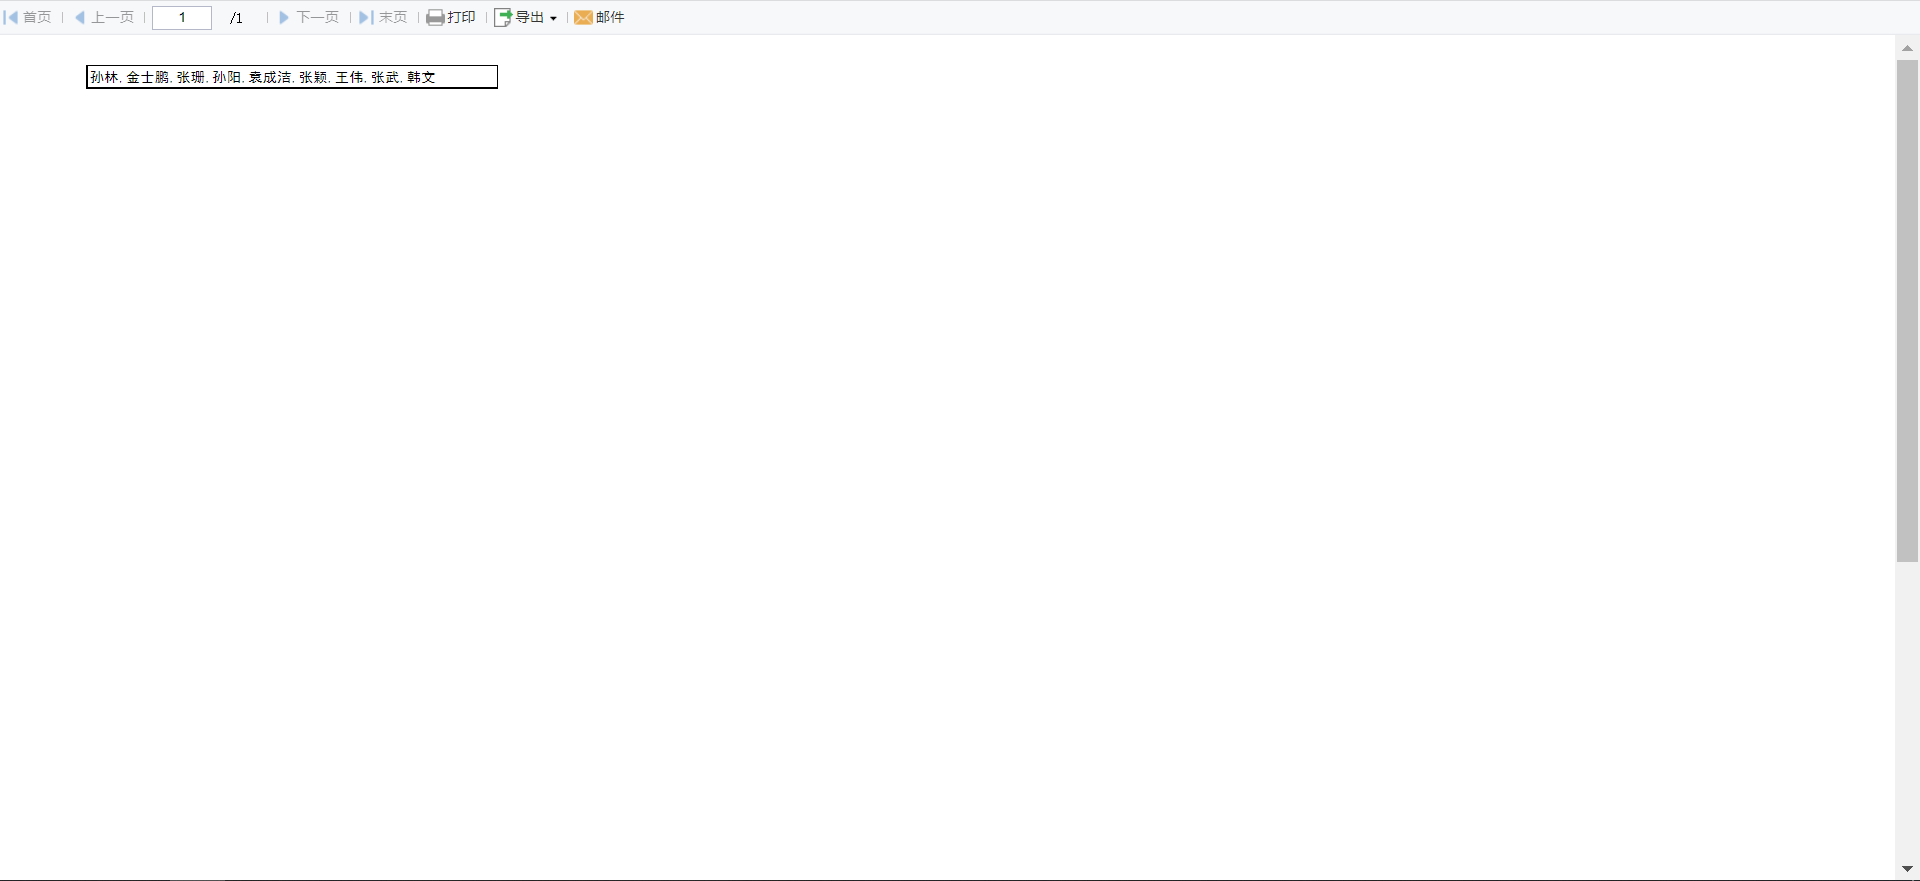 首页 上一页 1 /1 下一页 末页 打印 导出 邮件
孙林,金士鹏,张珊,孙阳,袁成洁,张颖,王伟,张武,韩文